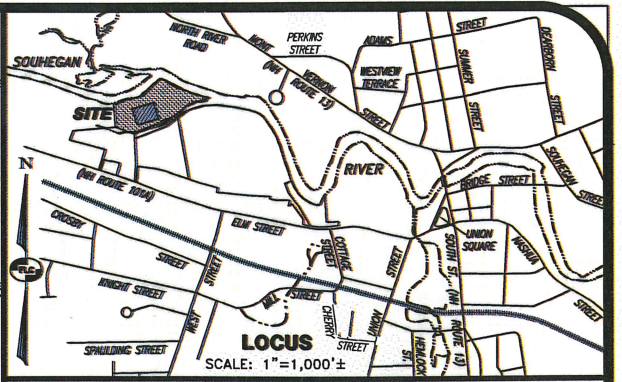 SOUHEGAN
NORTH RIVER
ROAD
MONT
VERNON
STREET
(NH
ROUTE 13)
PERKINS
STREET
ADAMS
STREET
WESTVIEW
TERRACE
SUMMER
STREET
DEARBORN
STREET
SITE
RIVER
SOUHEGAN
STREET
BRIDGE STREET
N
(NH ROUTE 101A)
ELM STREET
CROSBY
STREET
COTTAGE
STREET
UNION
SQUARE
NASHUA
STREET
SOUTH ST. (NH
ROUTE 13)
WEST
STREET
KNIGHT STREET
HILL STREET
CHERRY
STREET
MONT
STREET
HEMLOCK
ST.
SPAULDING STREET
LOCUS
SCALE: 1"=1,000'±